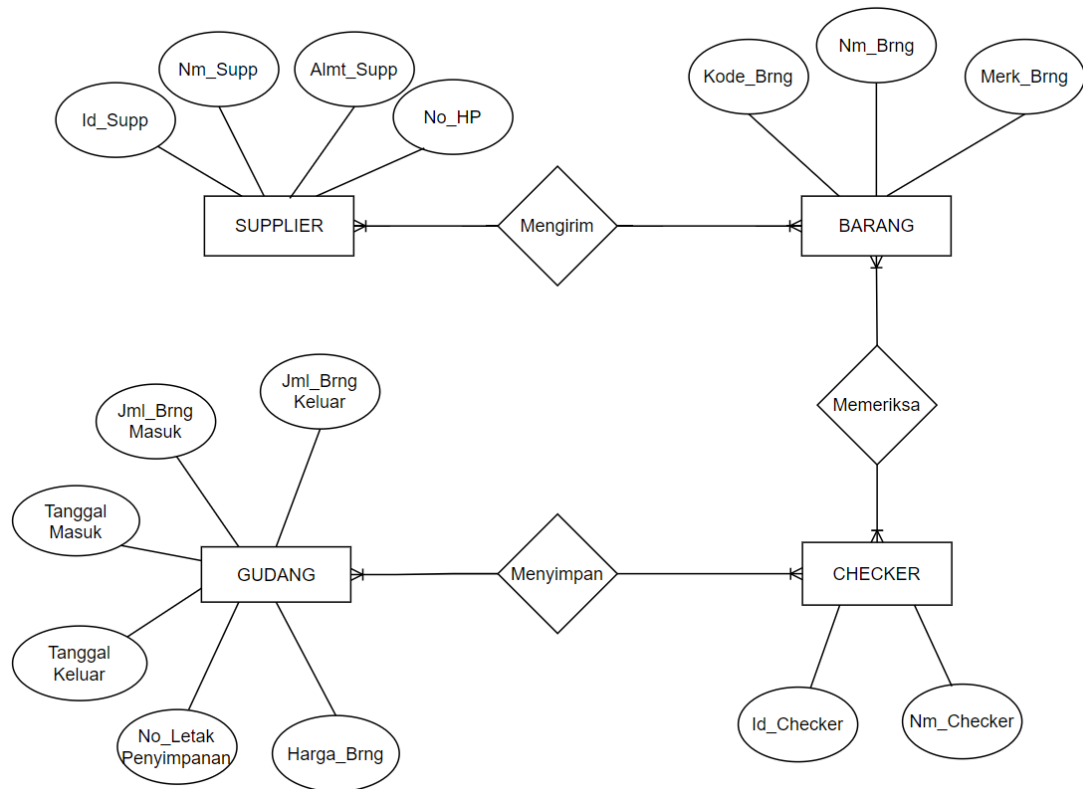 Nm_Supp
Almt_Supp
Id_Supp
No_HP
Nm_Brng
Kode_Brng
Merk_Brng
SUPPLIER
Mengirim
BARANG
Jml_Brng
Keluar
Jml_Brng
Masuk
Memeriksa
Tanggal
Masuk
GUDANG
Menyimpan
CHECKER
Tanggal
Keluar
No_Letak
Penyimpanan
Harga_Brng
Id_Checker
Nm_Checker